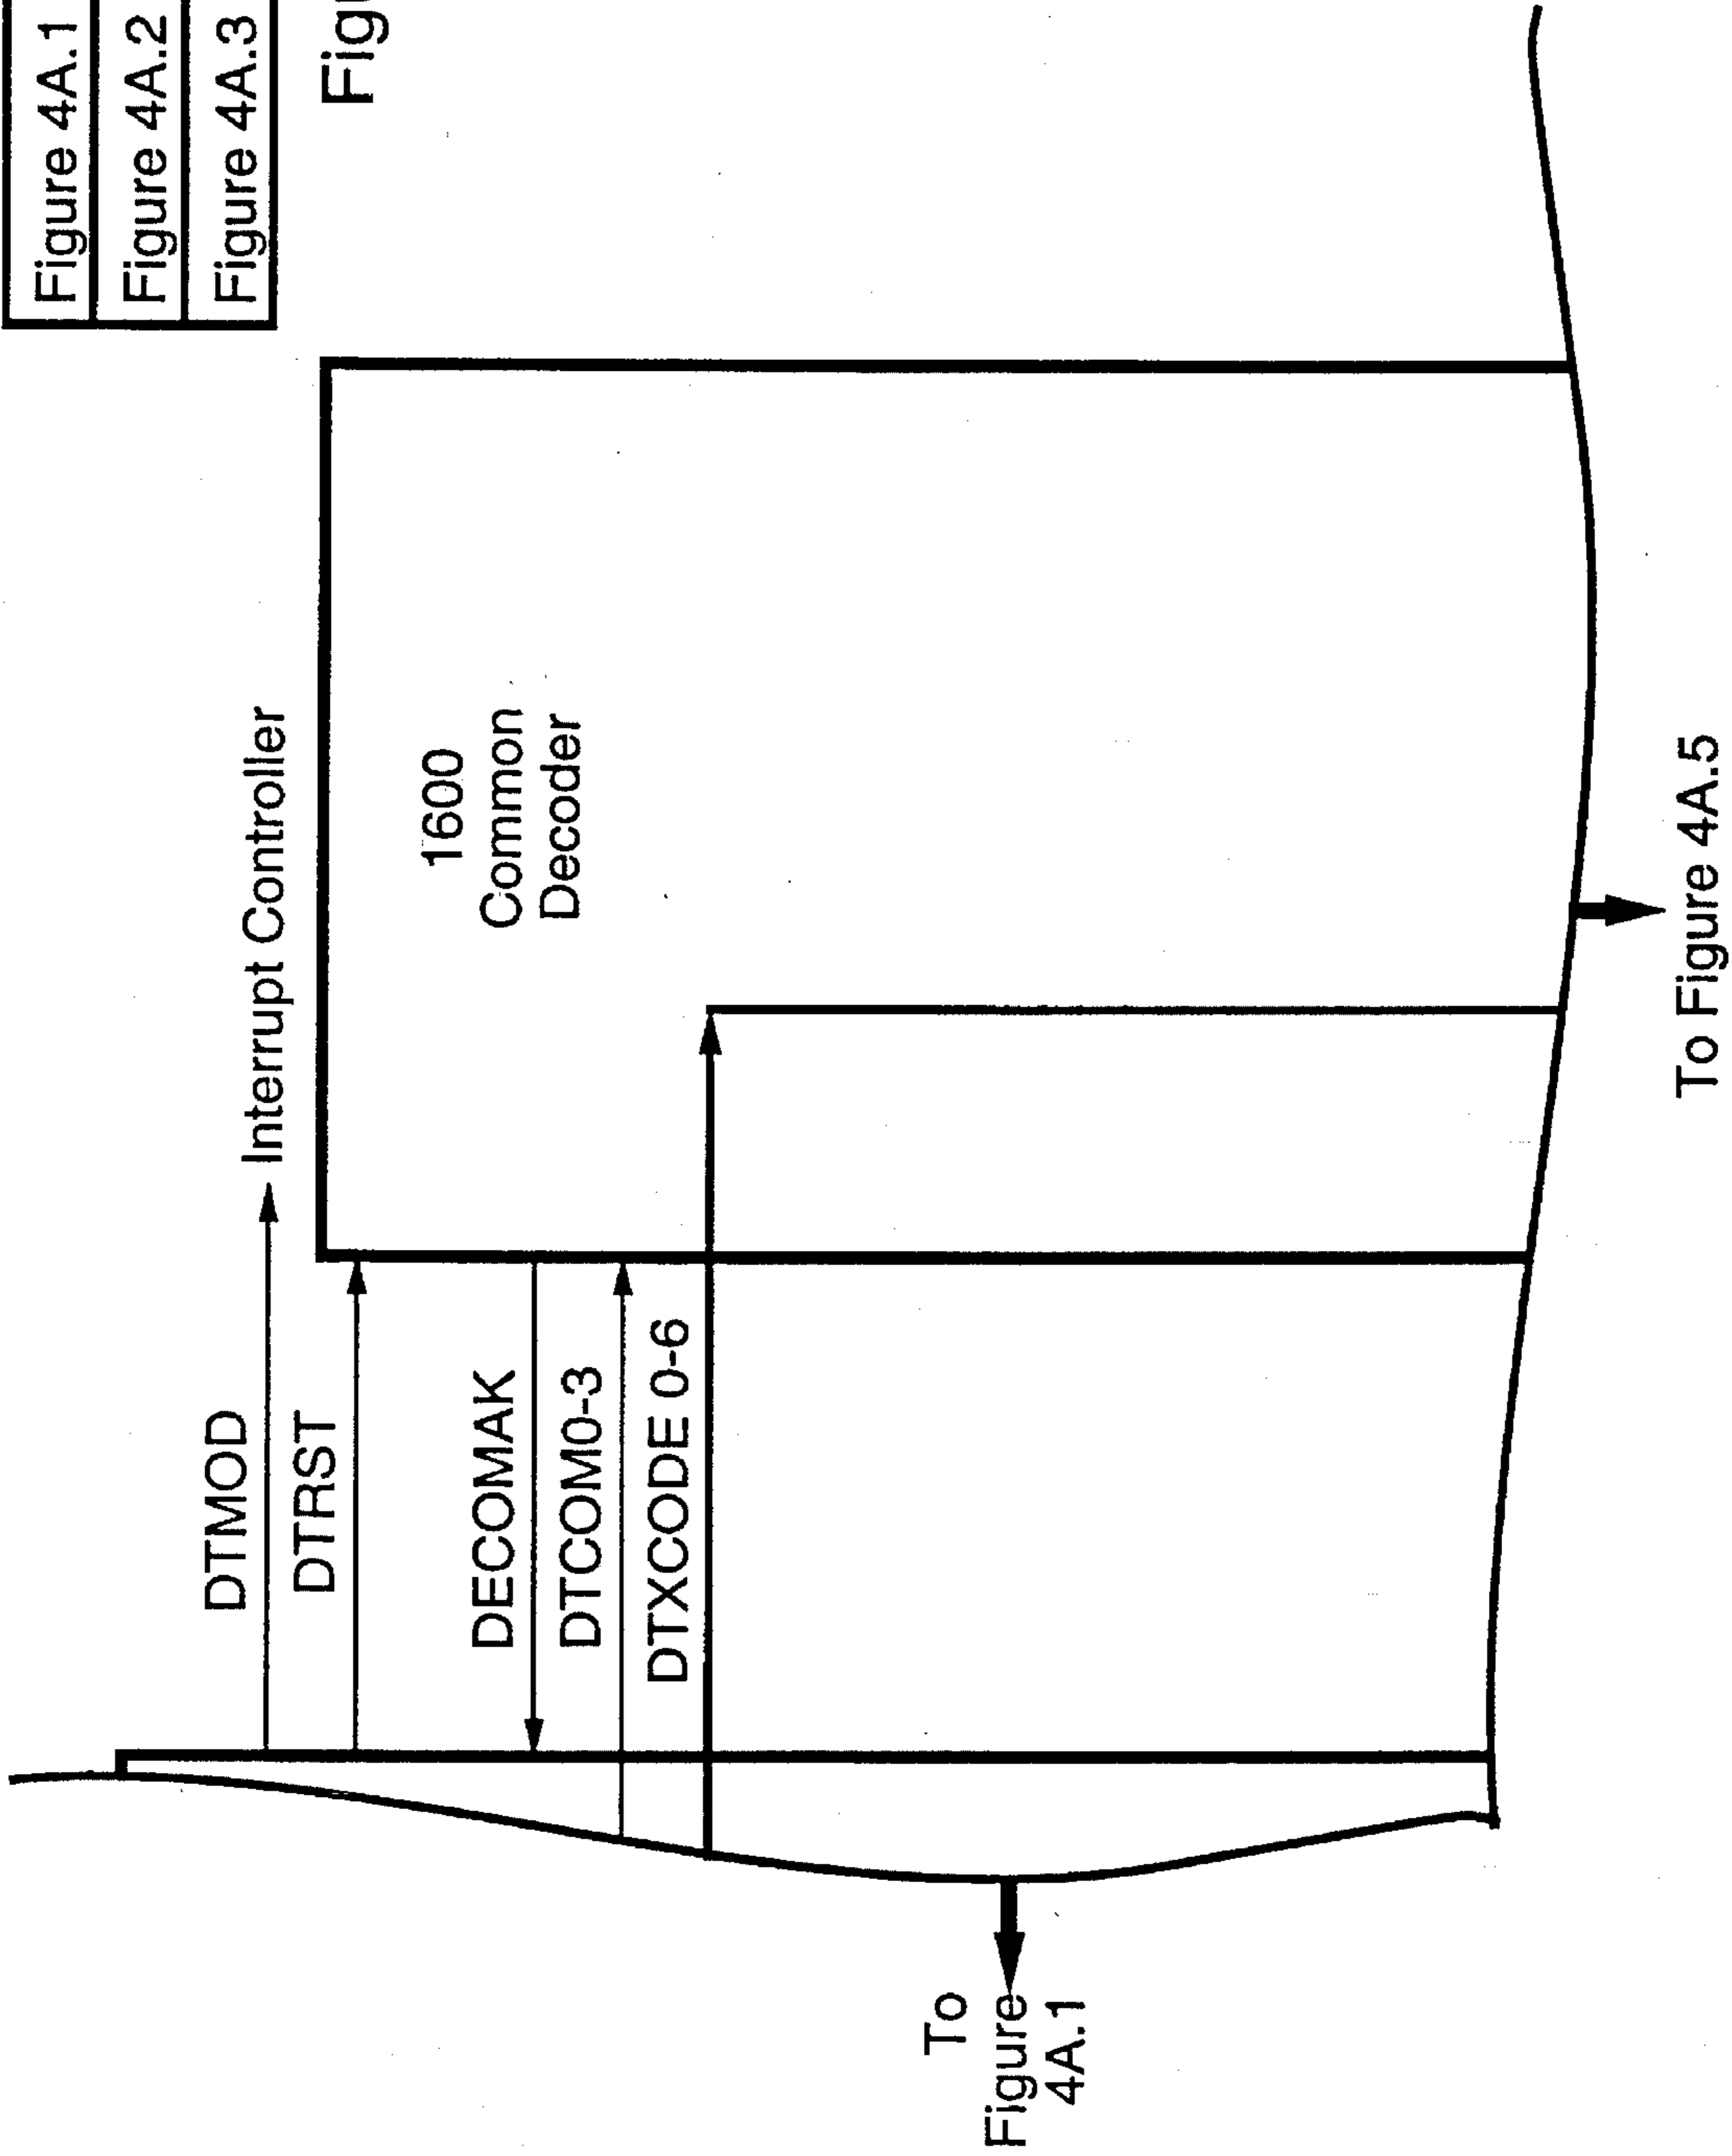 Figure 4A.1
Figure 4A.2
Figure 4A.3
DTMOD
Interrupt Controller
DTRST
1600
Common
Decoder
DECOMAK
DTCOM0-3
DTXCODE 0-6
To
Figure
4A.1
To Figure 4A.5